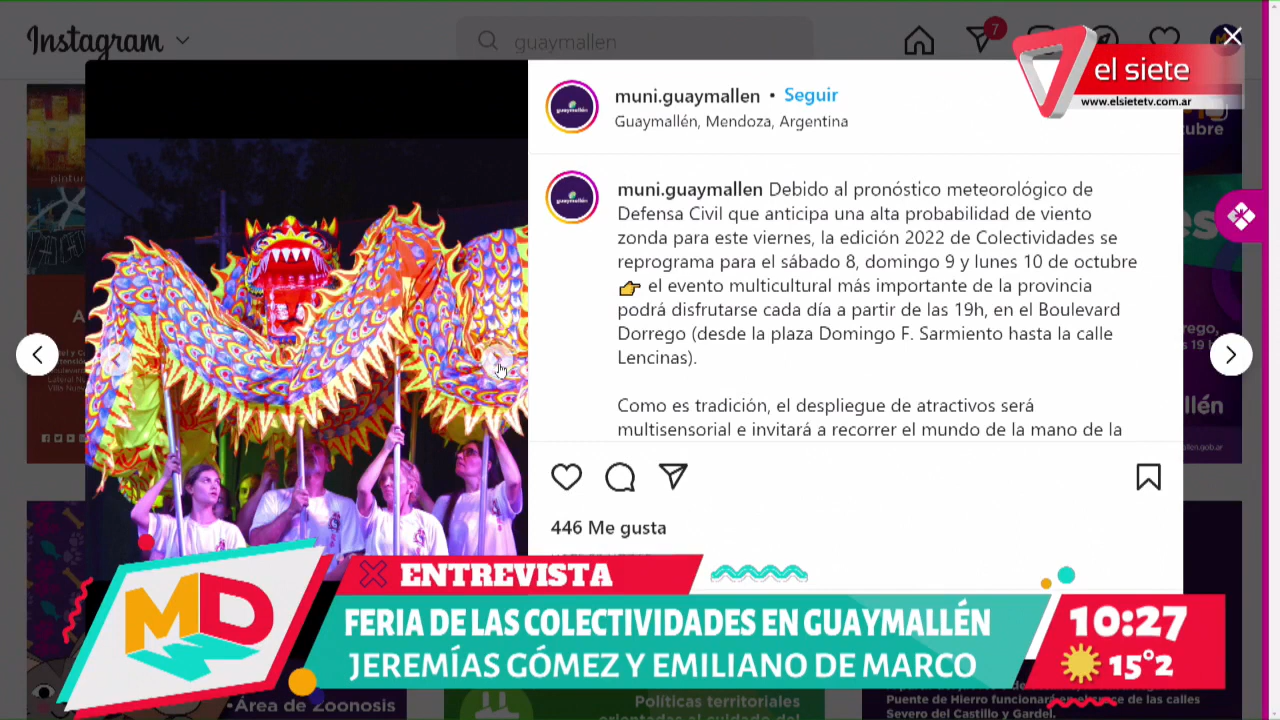 Instagram
guaymallen
7
el siete
www.elsietetv.com.ar
muni.guaymallen • Seguir
Guaymallén, Mendoza, Argentina
guaymallén
muni.guaymallen Debido al pronóstico meteorológico de
Defensa Civil que anticipa una alta probabilidad de viento
zonda para este viernes, la edición 2022 de Colectividades se
reprograma para el sábado 8, domingo 9 y lunes 10 de octubre
👉 el evento multicultural más importante de la provincia
podrá disfrutarse cada día a partir de las 19h, en el Boulevard
Dorrego (desde la plaza Domingo F. Sarmiento hasta la calle
Lencinas).
Como es tradición, el despliegue de atractivos será
multisensorial e invitará a recorrer el mundo de la mano de la
446 Me gusta
MD
ENTREVISTA
FERIA DE LAS COLECTIVIDADES EN GUAYMALLÉN
JEREMÍAS GÓMEZ Y EMILIANO DE MARCO
10:27
15°2
•Área de Zoonosis
Políticas territoriales
Puente de Hierro
de las calles
Severo del Castillo y Gardel.